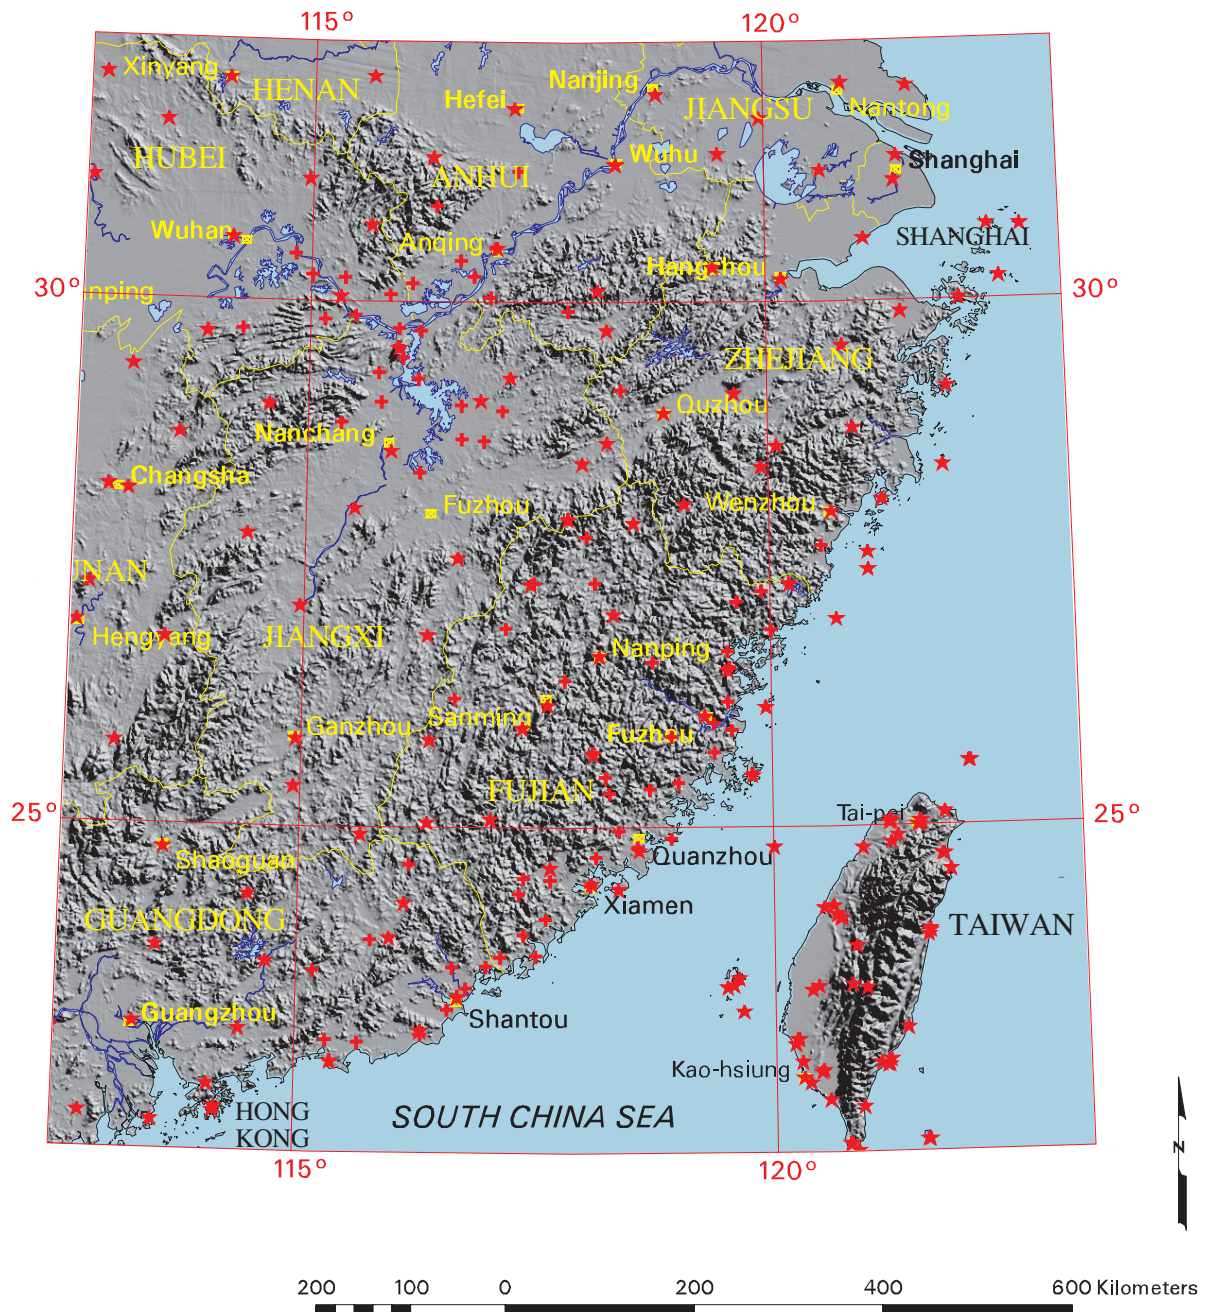 115°
120°
Xinyang
HENAN
Nanjing
Hefei
JIANGSU
Nantong
HUBEI
Wuhu
Shanghai
ANHUI
Wuhan
Anqing
SHANGHAI
Hangzhou
30°
nping
30°
ZHEJIANG
Quzhou
Nanchang
Changsha
Fuzhou
Wenzhou
UNAN
Hengyang
JIANGXI
Nanping
Ganzhou
Sanming
Fuzhou
FUJIAN
25°
Tai-pei
25°
Shaoguan
Quanzhou
GUANGDONG
Xiamen
TAIWAN
Guangzhou
Shantou
Kao-hsiung
HONG
KONG
SOUTH CHINA SEA
N
115°
120°
200 100 0 200 400 600 Kilometers